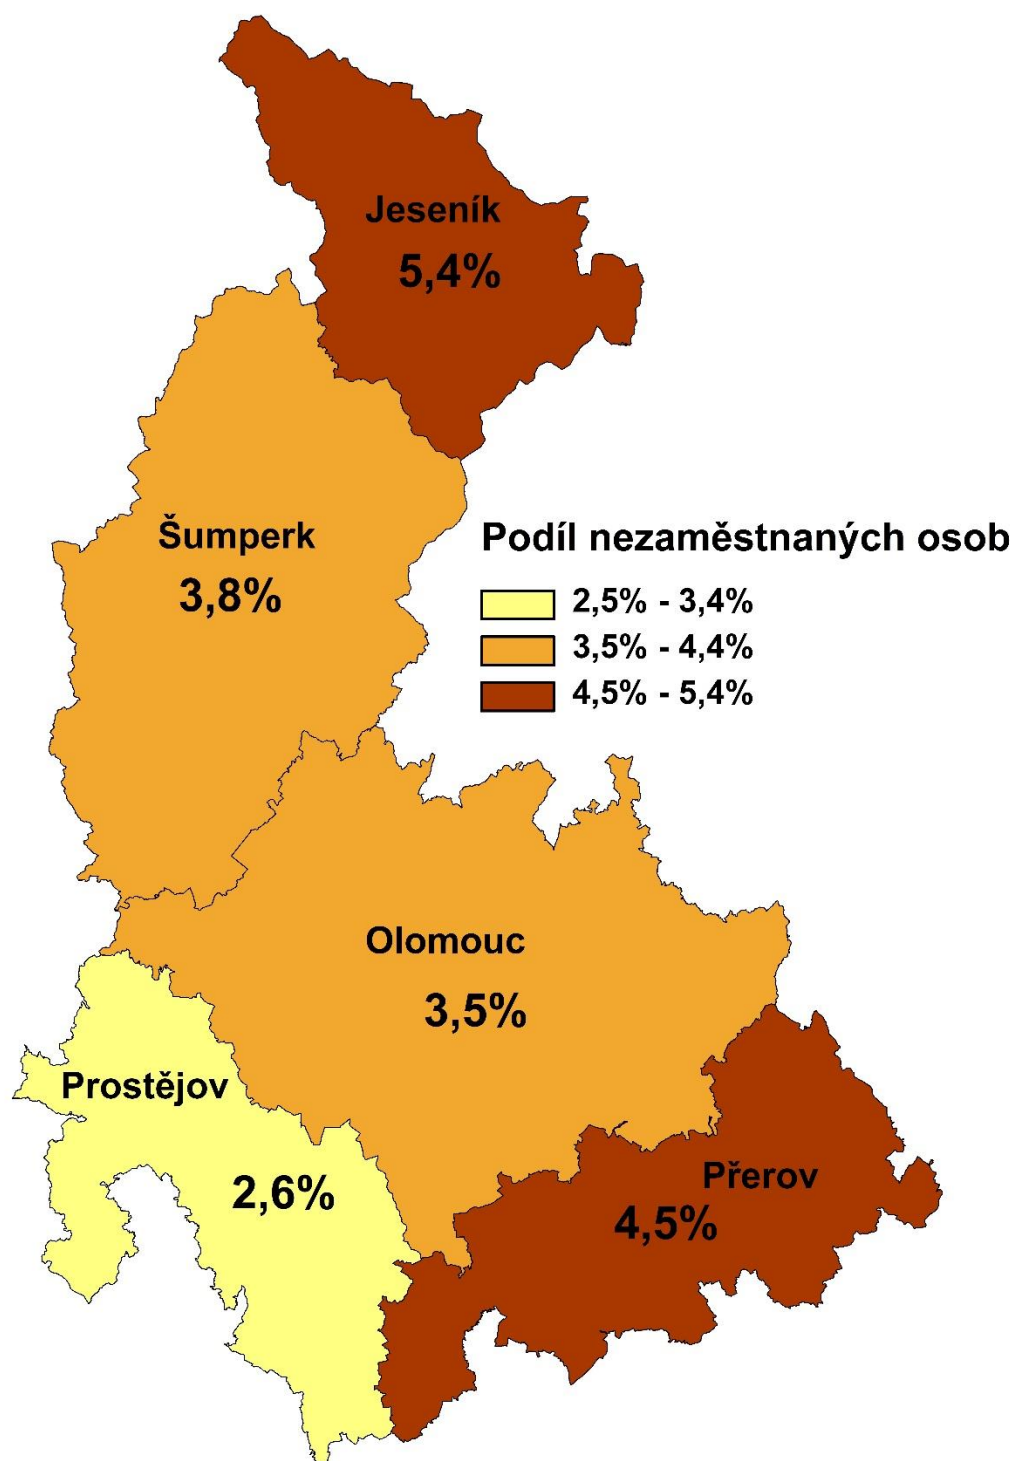 Jeseník
5,4%
Šumperk
3,8%
Podíl nezaměstnaných osob
2,5% - 3,4%
3,5% - 4,4%
4,5% - 5,4%
Olomouc
3,5%
Prostějov
2,6%
Přerov
4,5%